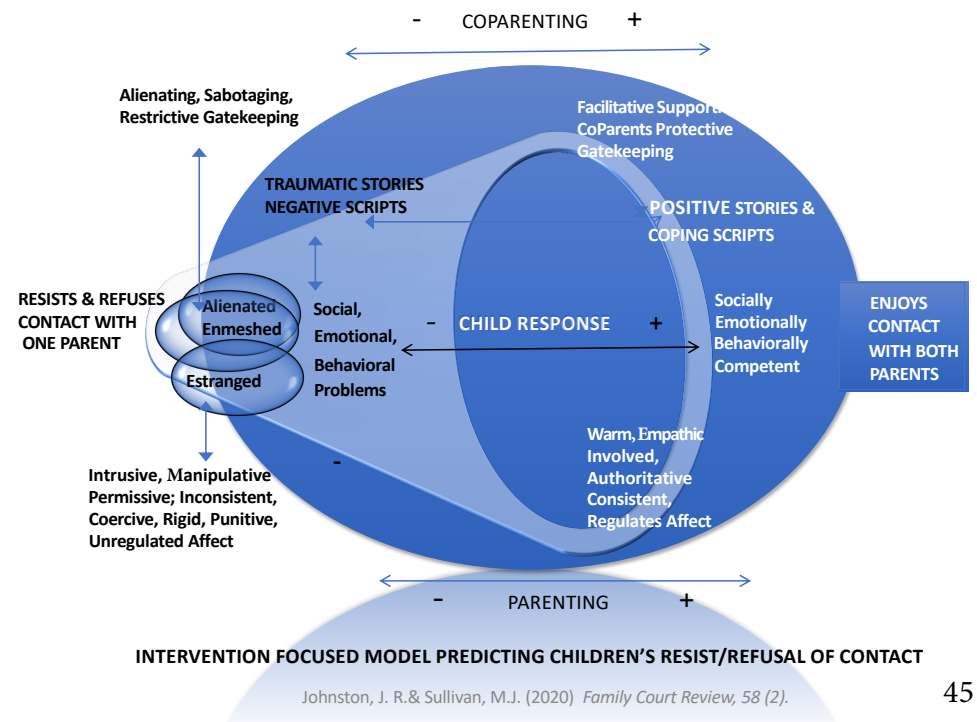 - COPARENTING +
Alienating, Sabotaging,
Restrictive Gatekeeping
Facilitative Support.
CoParents Protective
Gatekeeping
TRAUMATIC STORIES
NEGATIVE SCRIPTS
POSITIVE STORIES &
COPING SCRIPTS
RESISTS & REFUSES
CONTACT WITH
ONE PARENT
Alienated
Enmeshed
Estranged
Social,
Emotional,
Behavioral
Problems
- CHILD RESPONSE +
Socially
Emotionally
Behaviorally
Competent
ENJOYS
CONTACT
WITH BOTH
PARENTS
Warm, Empathic
Involved,
Authoritative
Consistent,
Regulates Affect
-
Intrusive, Manipulative
Permissive; Inconsistent,
Coercive, Rigid, Punitive,
Unregulated Affect
- PARENTING +
INTERVENTION FOCUSED MODEL PREDICTING CHILDREN'S RESIST/REFUSAL OF CONTACT
Johnston, J. R.& Sullivan, M.J. (2020) Family Court Review, 58 (2).
45